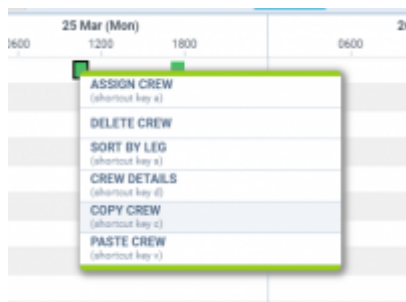 25 Mar (Mon)
0600 1200 1800 0600
ASSIGN CREW
(shortcut key a)
DELETE CREW
SORT BY LEG
(shortcut key s)
CREW DETAILS
(shortcut key d)
COPY CREW
(shortcut key c)
PASTE CREW
(shortcut key v)